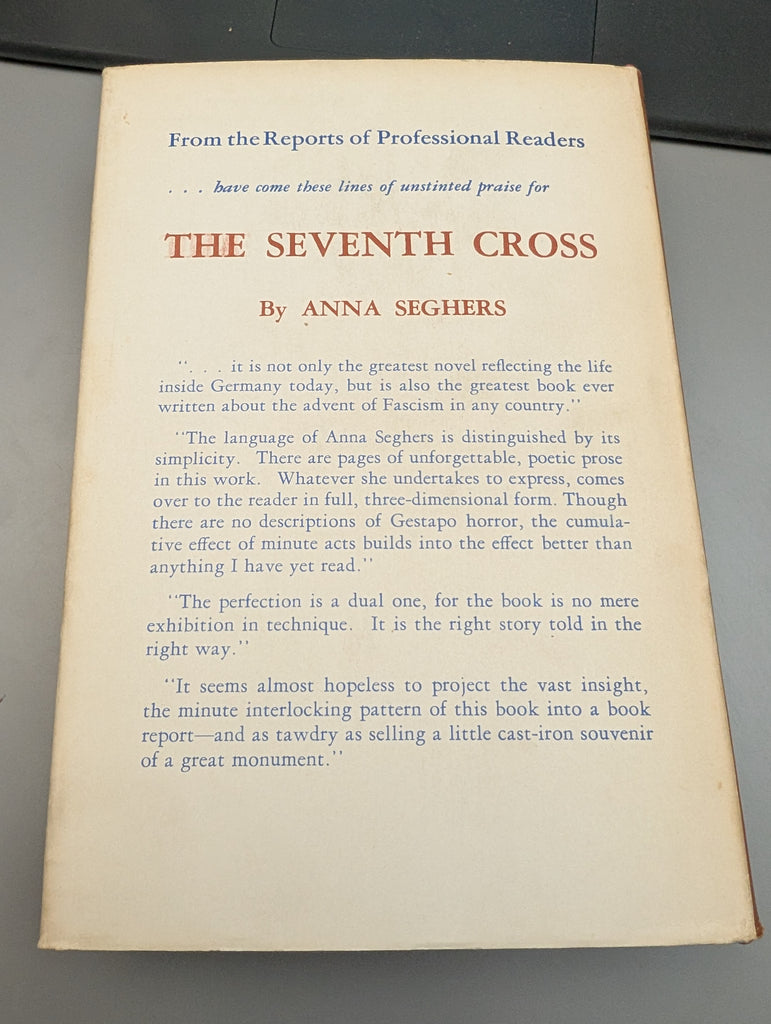 From the Reports of Professional Readers
. . . have come these lines of unstinted praise for
THE SEVENTH CROSS
By ANNA SEGHERS
". . . it is not only the greatest novel reflecting the life
inside Germany today, but is also the greatest book ever
written about the advent of Fascism in any country."
"The language of Anna Seghers is distinguished by its
simplicity. There are pages of unforgettable, poetic prose
in this work. Whatever she undertakes to express, comes
over to the reader in full, three-dimensional form. Though
there are no descriptions of Gestapo horror, the cumula-
tive effect of minute acts builds into the effect better than
anything I have yet read."
"The perfection is a dual one, for the book is no mere
exhibition in technique. It is the right story told in the
right way."
"It seems almost hopeless to project the vast insight,
the minute interlocking pattern of this book into a book
report—and as tawdry as selling a little cast-iron souvenir
of a great monument."